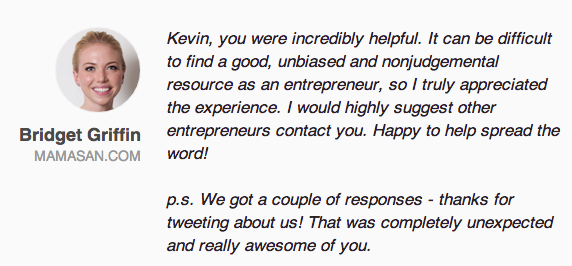 Kevin, you were incredibly helpful. It can be difficult
to find a good, unbiased and nonjudgemental
resource as an entrepreneur, so I truly appreciated
the experience. I would highly suggest other
entrepreneurs contact you. Happy to help spread the
word!
p.s. We got a couple of responses - thanks for
tweeting about us! That was completely unexpected
and really awesome of you.
Bridget Griffin
MAMASAN.COM